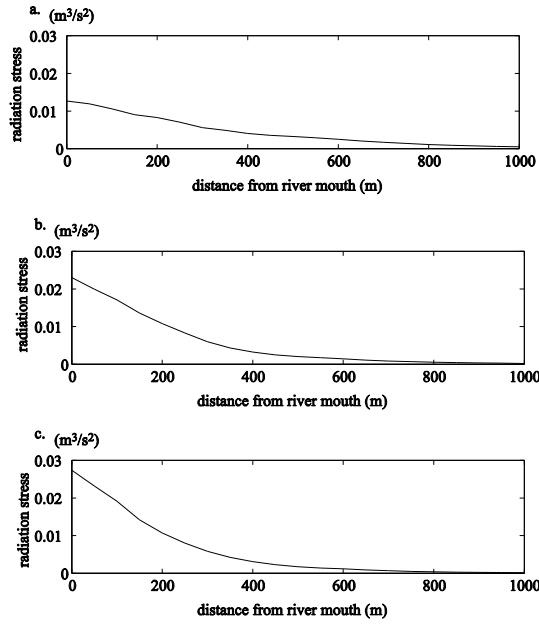 a. (m³/s²)
0.03
0.02
0.01
0
radiation stress
0 200 400 600 800 1000
distance from river mouth (m)
b. (m³/s²)
0.03
0.02
0.01
0
radiation stress
0 200 400 600 800 1000
distance from river mouth (m)
c. (m³/s²)
0.03
0.02
0.01
0
radiation stress
0 200 400 600 800 1000
distance from river mouth (m)